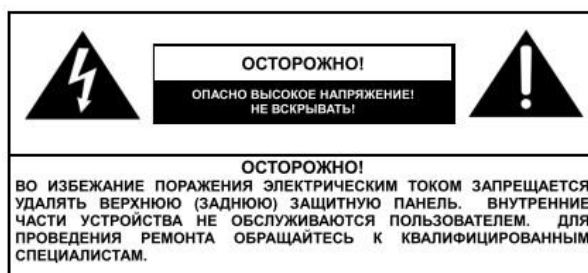 ОСТОРОЖНО!
ОПАСНО ВЫСОКОЕ НАПРЯЖЕНИЕ!
НЕ ВСКРЫВАТЬ!
ОСТОРОЖНО!
ВО ИЗБЕЖАНИЕ ПОРАЖЕНИЯ ЭЛЕКТРИЧЕСКИМ ТОКОМ ЗАПРЕЩАЕТСЯ
УДАЛЯТЬ ВЕРХНЮЮ (ЗАДНЮЮ) ЗАЩИТНУЮ ПАНЕЛЬ. ВНУТРЕННИЕ
ЧАСТИ УСТРОЙСТВА НЕ ОБСЛУЖИВАЮТСЯ ПОЛЬЗОВАТЕЛЕМ. ДЛЯ
ПРОВЕДЕНИЯ РЕМОНТА ОБРАЩАЙТЕСЬ К КВАЛИФИЦИРОВАННЫМ
СПЕЦИАЛИСТАМ.